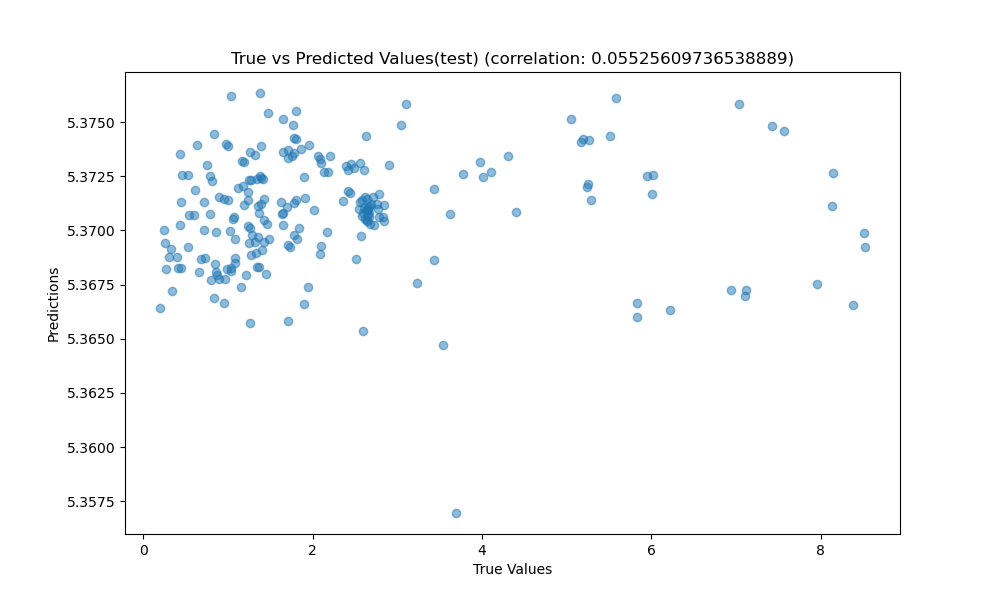 True vs Predicted Values(test) (correlation: 0.05525609736538889)
5.3750
5.3725
5.3700
5.3675
5.3650
5.3625
5.3600
5.3575
Predictions
0 2 4 6 8
True Values